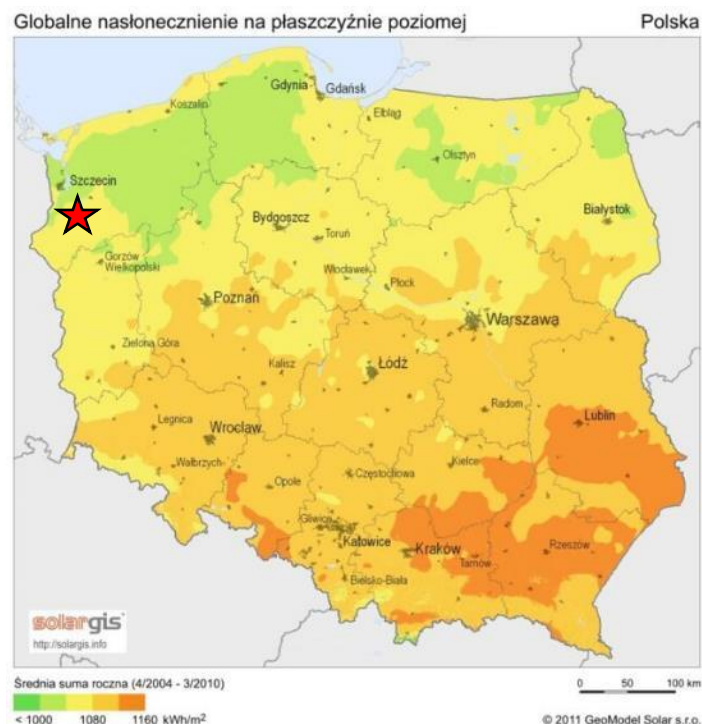 Globalne nasłonecznienie na płaszczyźnie poziomej
Polska
Gdynia
Gdańsk
Koszalin
Elbląg
Olsztyn
Szczecin
Białystok
Bydgoszcz
Toruń
Gorzów
Wielkopolski
Włocławek
Płock
Poznań
Warszawa
Zielona Góra
Kalisz
Łódź
Radom
Lublin
Legnica
Wrocław
Wałbrzych
Opole
Częstochowa
Kielce
Gliwice
Katowice
Kraków
Tarnów
Rzeszów
Bielsko-Biała
solargis
http://solargis.info
Średnia suma roczna (4/2004 - 3/2010)
0 50 100 km
< 1000 1080 1160 kWh/m²
© 2011 GeoModel Solar s.r.o.